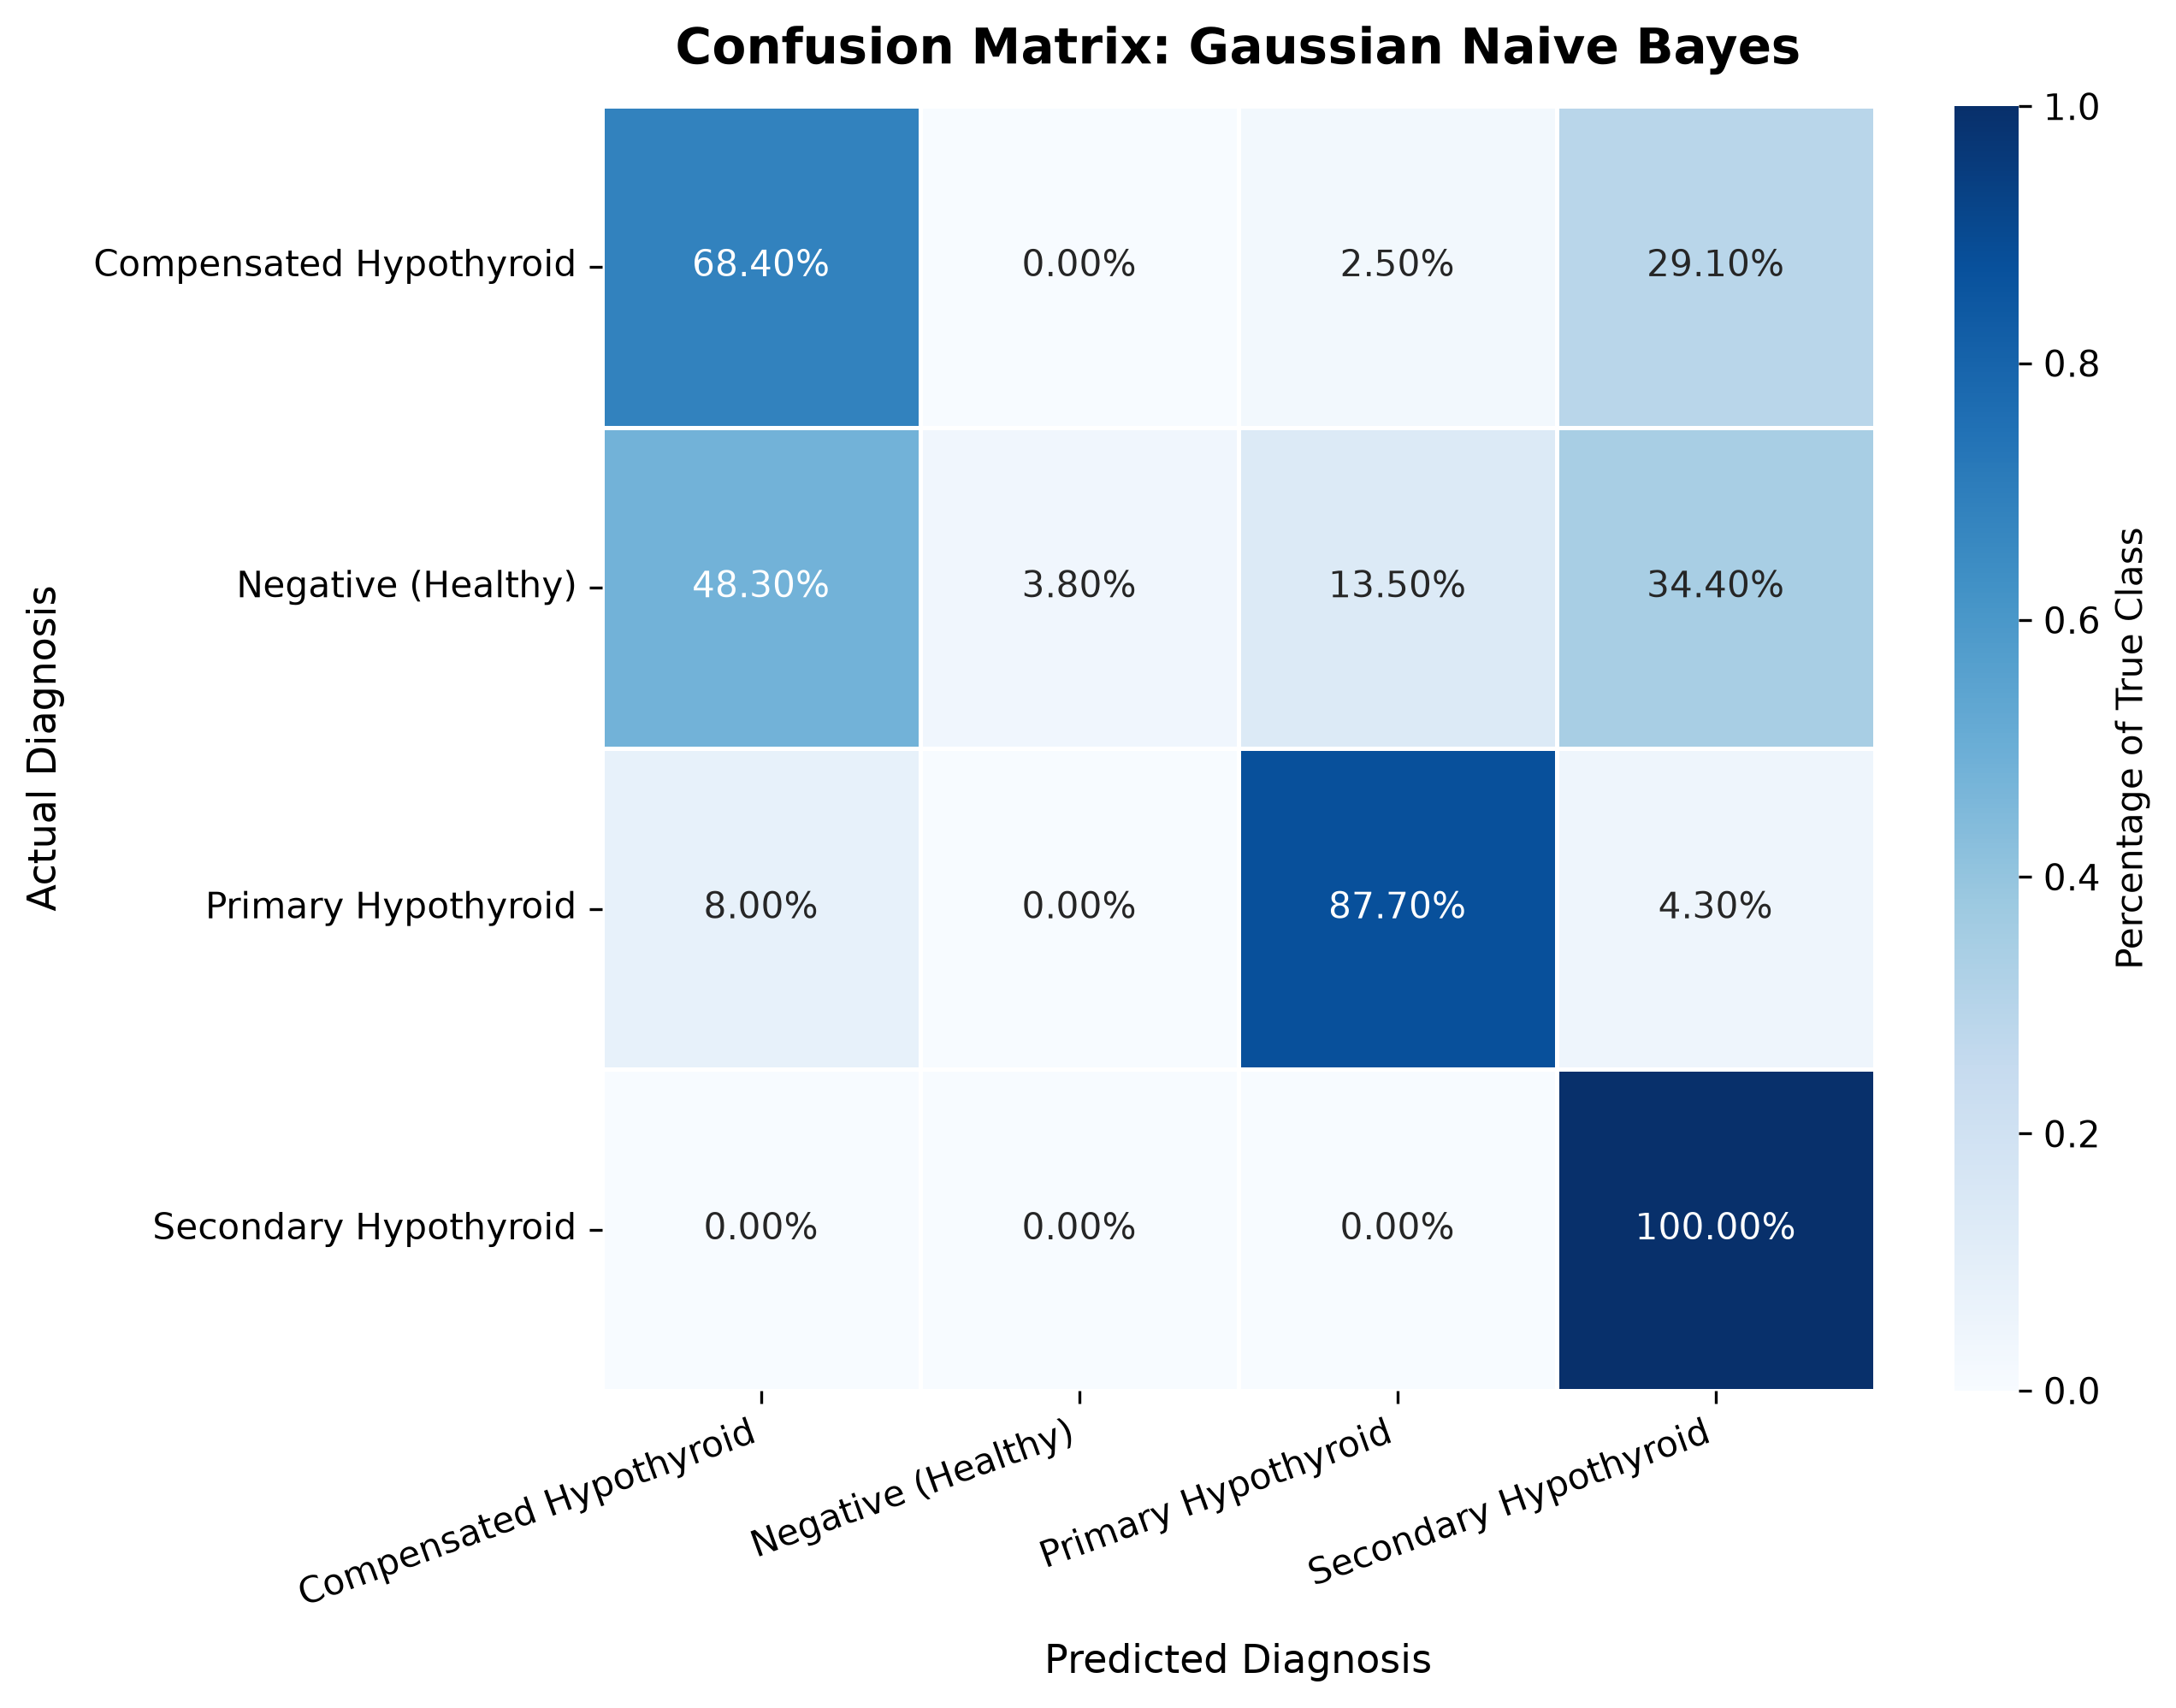 Confusion Matrix: Gaussian Naive Bayes
Actual Diagnosis
Compensated Hypothyroid
68.40% 0.00% 2.50% 29.10%
Negative (Healthy)
48.30% 3.80% 13.50% 34.40%
Primary Hypothyroid
8.00% 0.00% 87.70% 4.30%
Secondary Hypothyroid
0.00% 0.00% 0.00% 100.00%
Compensated Hypothyroid
Negative (Healthy)
Primary Hypothyroid
Secondary Hypothyroid
Predicted Diagnosis
1.0
0.8
0.6
0.4
0.2
0.0
Percentage of True Class